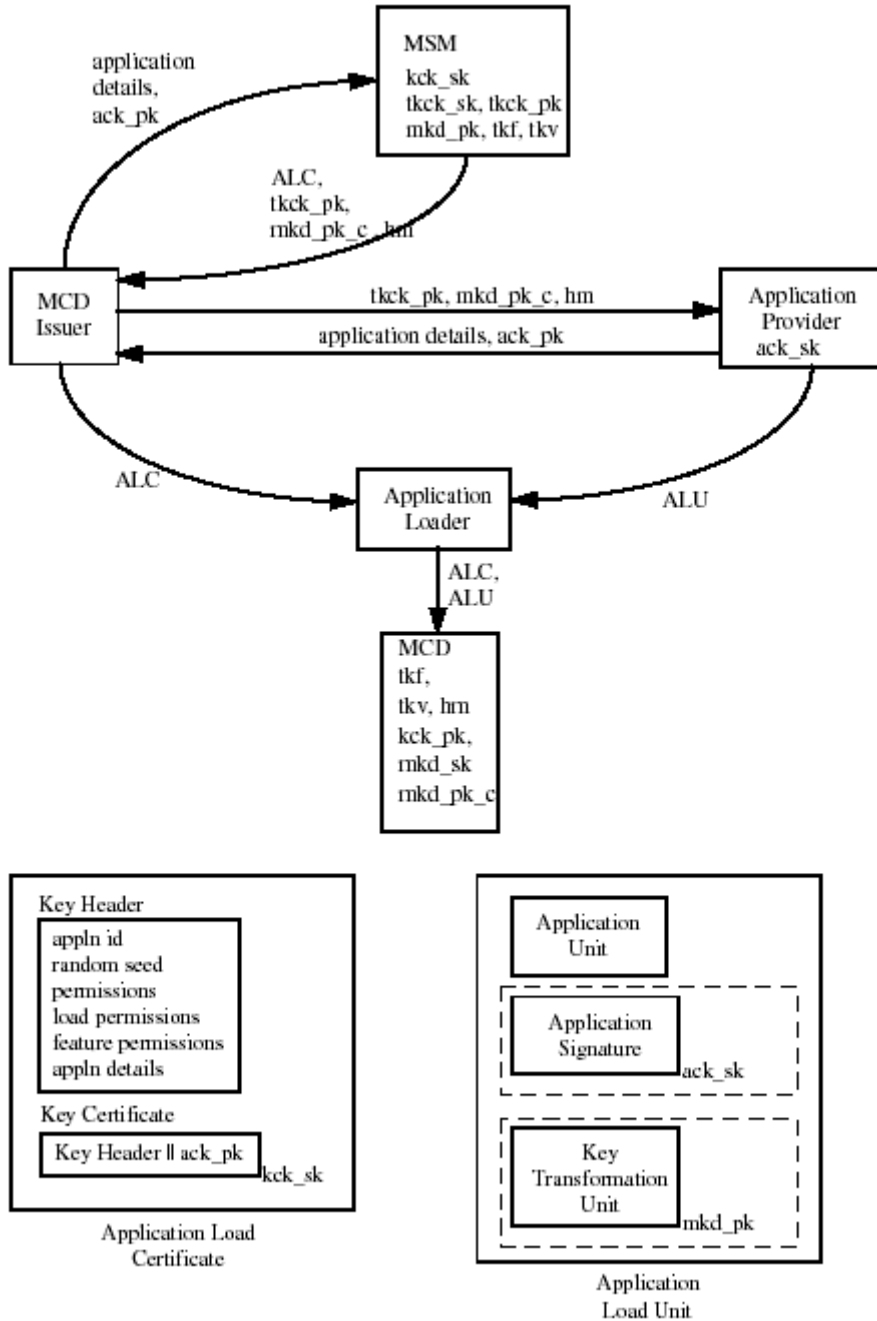 MSM
kck_sk
tkck_sk, tkck_pk
mkd_pk, tkf, tkv
application
details,
ack_pk
ALC,
tkck_pk,
mkd_pk_c , hm
MCD
Issuer
tkck_pk, mkd_pk_c, hm
application details, ack_pk
Application
Provider
ack_sk
ALC
Application
Loader
ALU
ALC,
ALU
MCD
tkf,
tkv, hm
kck_pk,
mkd_sk
mkd_pk_c
Key Header
appln id
random seed
permissions
load permissions
feature permissions
appln details
Key Certificate
Key Header || ack_pk
kck_sk
Application Load
Certificate
Application
Unit
Application
Signature
ack_sk
Key
Transformation
Unit
mkd_pk
Application
Load Unit